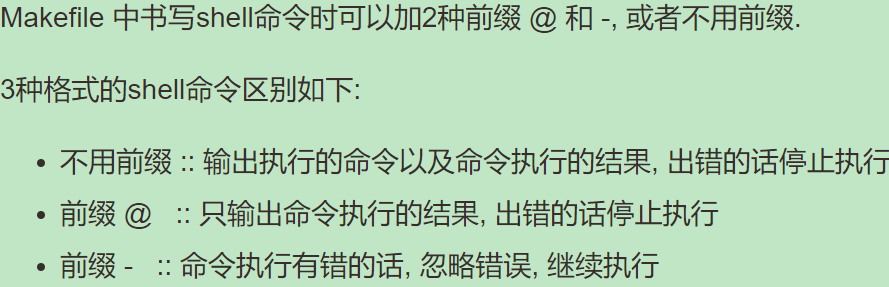 Makefile 中书写shell命令时可以加2种前缀 @ 和 -, 或者不用前缀.
3种格式的shell命令区别如下:
• 不用前缀 :: 输出执行的命令以及命令执行的结果, 出错的话停止执行
• 前缀 @ :: 只输出命令执行的结果, 出错的话停止执行
• 前缀 - :: 命令执行有错的话, 忽略错误, 继续执行